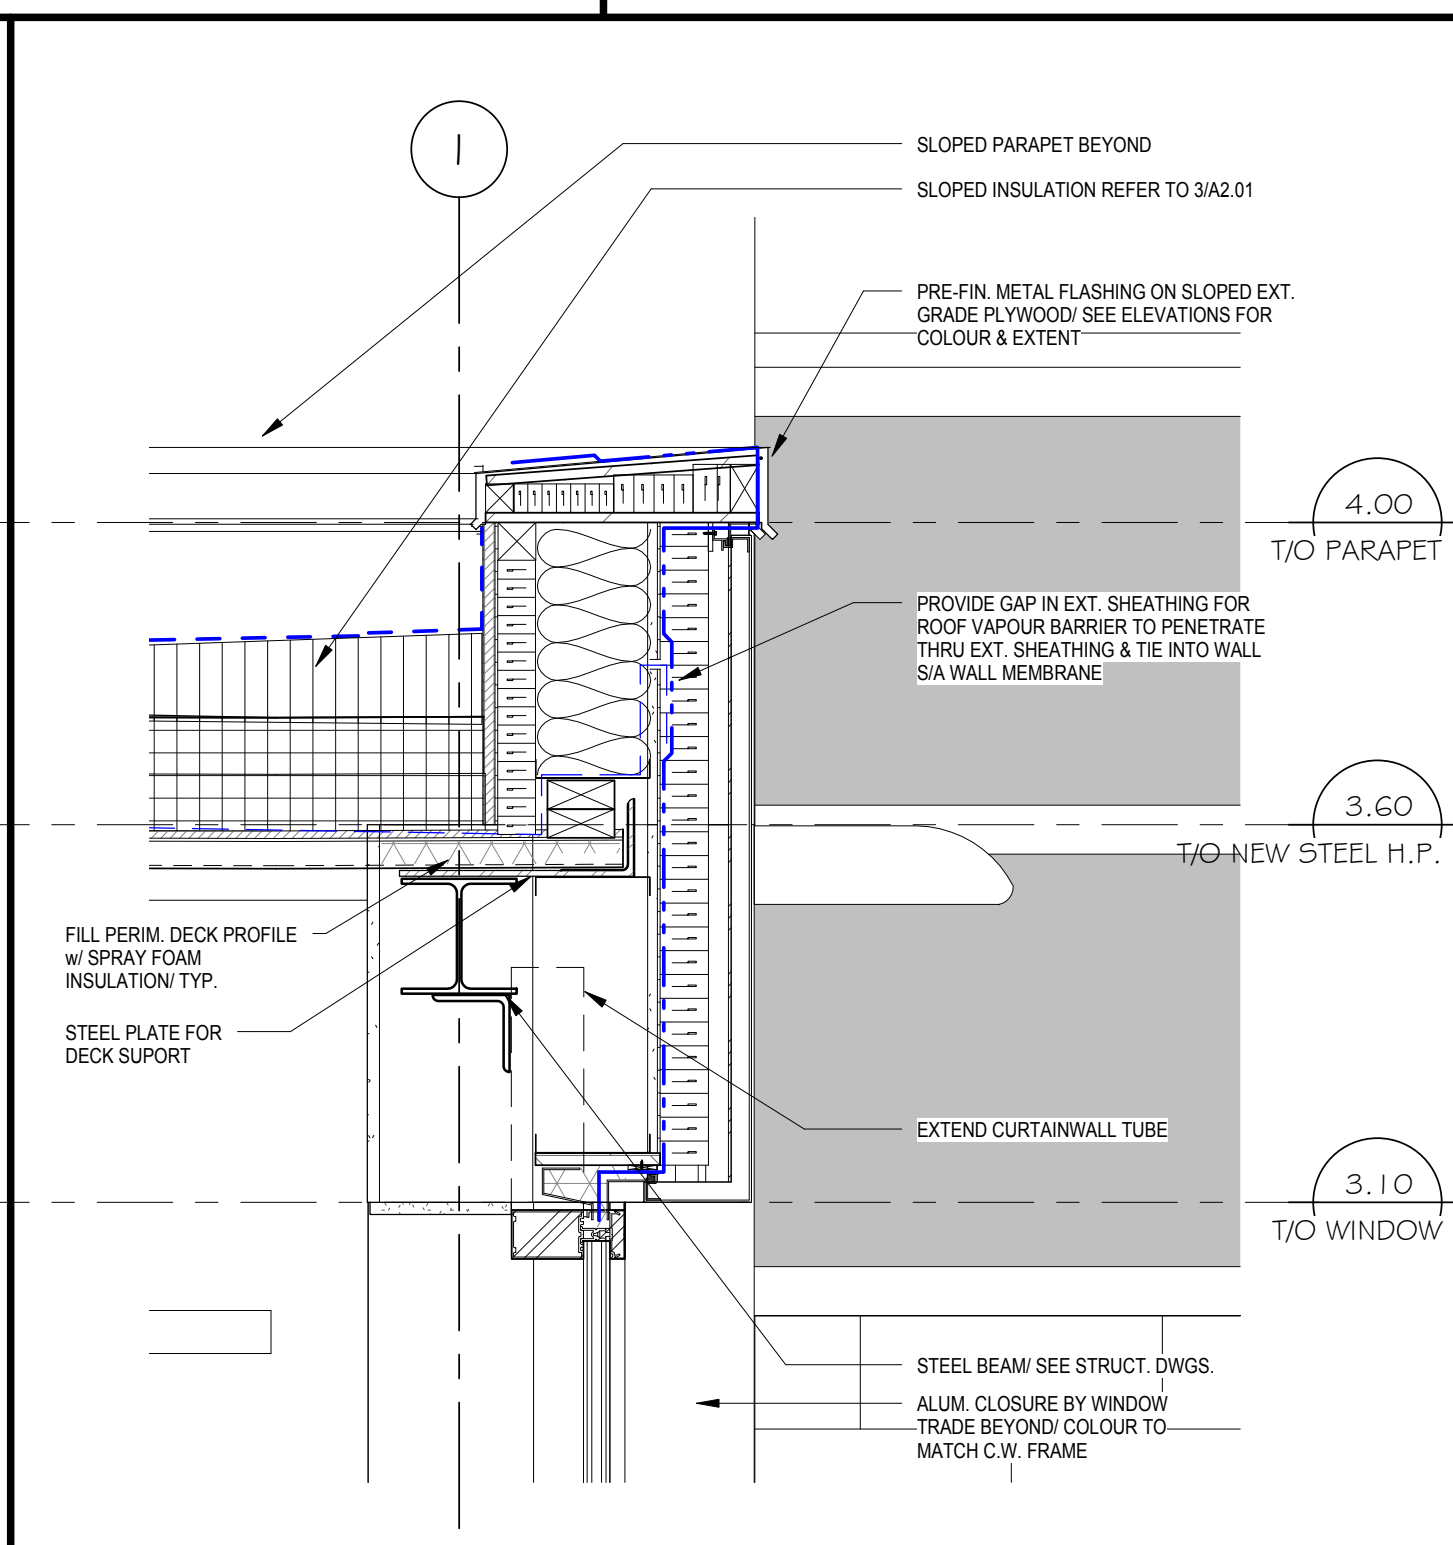 1
SLOPED PARAPET BEYOND
SLOPED INSULATION REFER TO 3/A2.01
PRE-FIN. METAL FLASHING ON SLOPED EXT.
GRADE PLYWOOD/ SEE ELEVATIONS FOR
COLOUR & EXTENT
4.00
T/O PARAPET
PROVIDE GAP IN EXT. SHEATHING FOR
ROOF VAPOUR BARRIER TO PENETRATE
THRU EXT. SHEATHING & TIE INTO WALL
S/A WALL MEMBRANE
3.60
T/O NEW STEEL H.P.
FILL PERIM. DECK PROFILE
w/ SPRAY FOAM
INSULATION/ TYP.
STEEL PLATE FOR
DECK SUPORT
EXTEND CURTAINWALL TUBE
3.10
T/O WINDOW
STEEL BEAM/ SEE STRUCT. DWGS.
ALUM. CLOSURE BY WINDOW
TRADE BEYOND/ COLOUR TO
MATCH C.W. FRAME